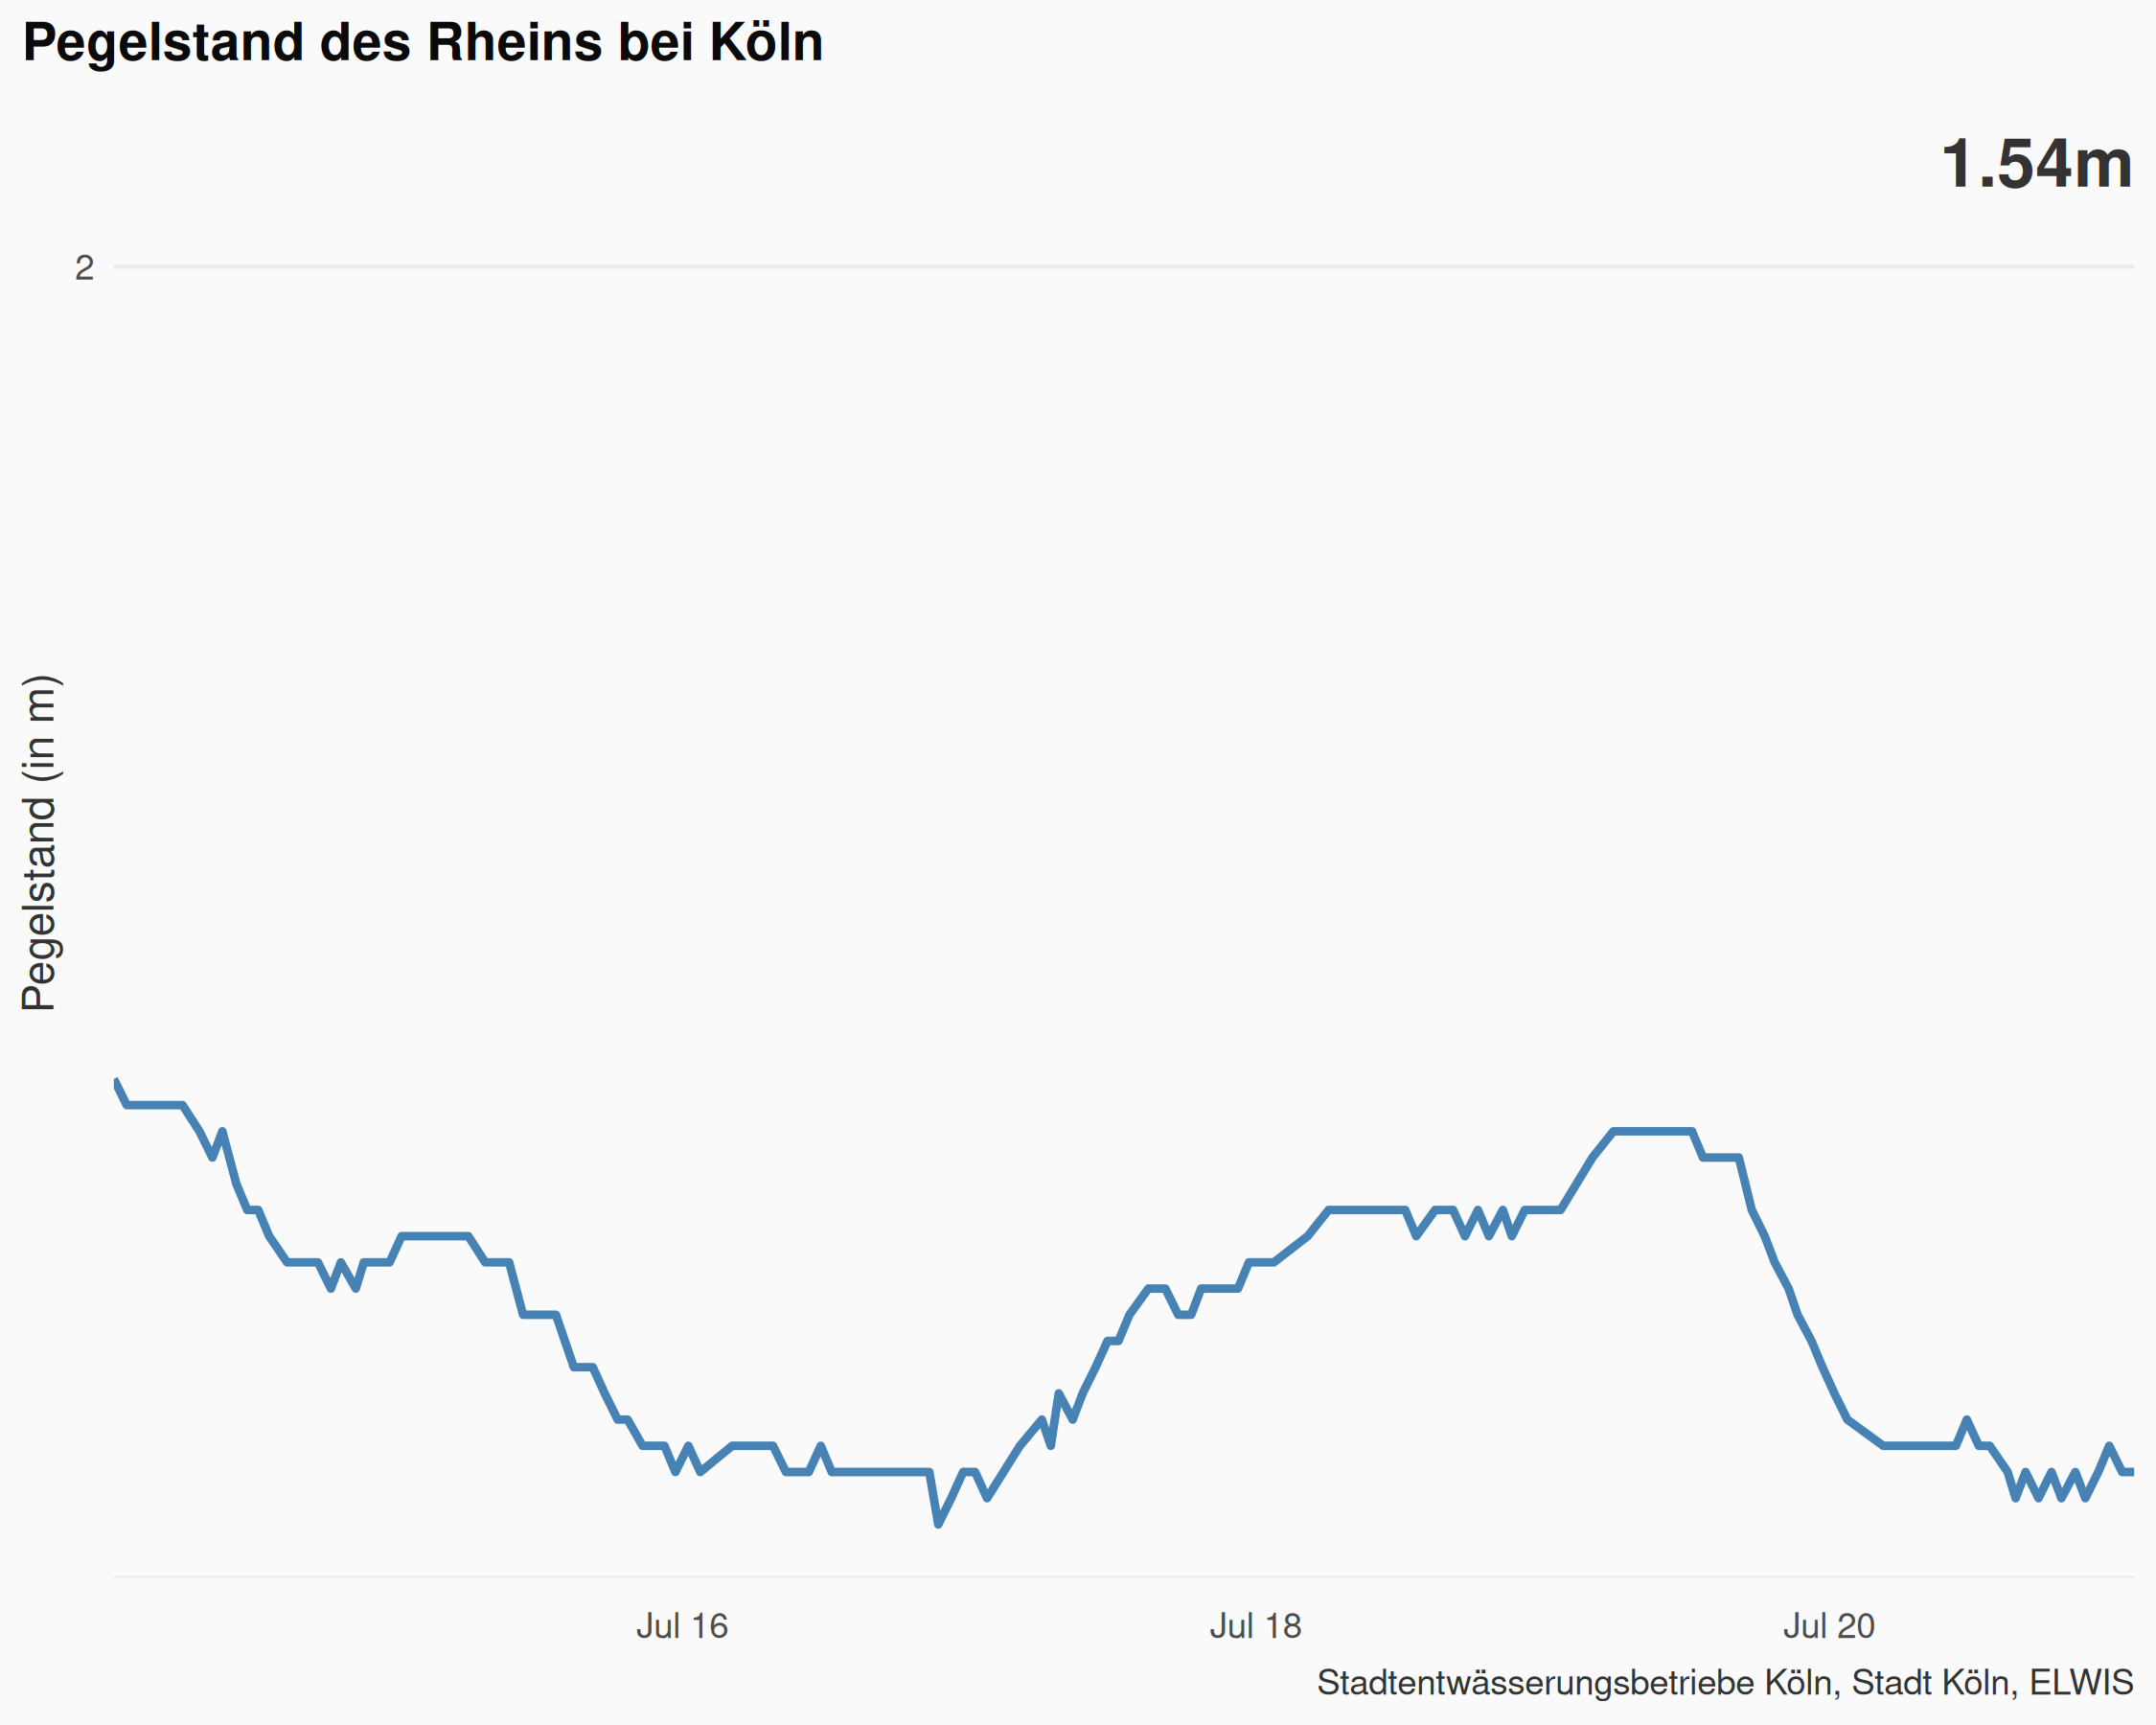 Pegelstand des Rheins bei Köln
1.54m
2
Pegelstand (in m)
Jul 16
Jul 18
Jul 20
Stadtentwässerungsbetriebe Köln, Stadt Köln, ELWIS